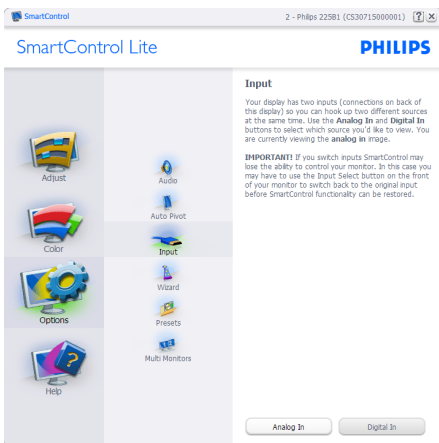 SmartControl
2 - Philips 225B1 (CS30715000001)
SmartControl Lite
PHILIPS
Adjust
Color
Options
Help
Audio
Auto Pivot
Input
Wizard
Presets
Multi Monitors
Input
Your display has two inputs (connections on back of
this display) so you can hook up two different sources
at the same time. Use the Analog In and Digital In
buttons to select which source you'd like to view. You
are currently viewing the analog in image.
IMPORTANT! If you switch inputs SmartControl may
lose the ability to control your monitor. In this case you
may have to use the Input Select button on the front
of your monitor to switch back to the original input
before SmartControl functionality can be restored.
Analog In
Digital In